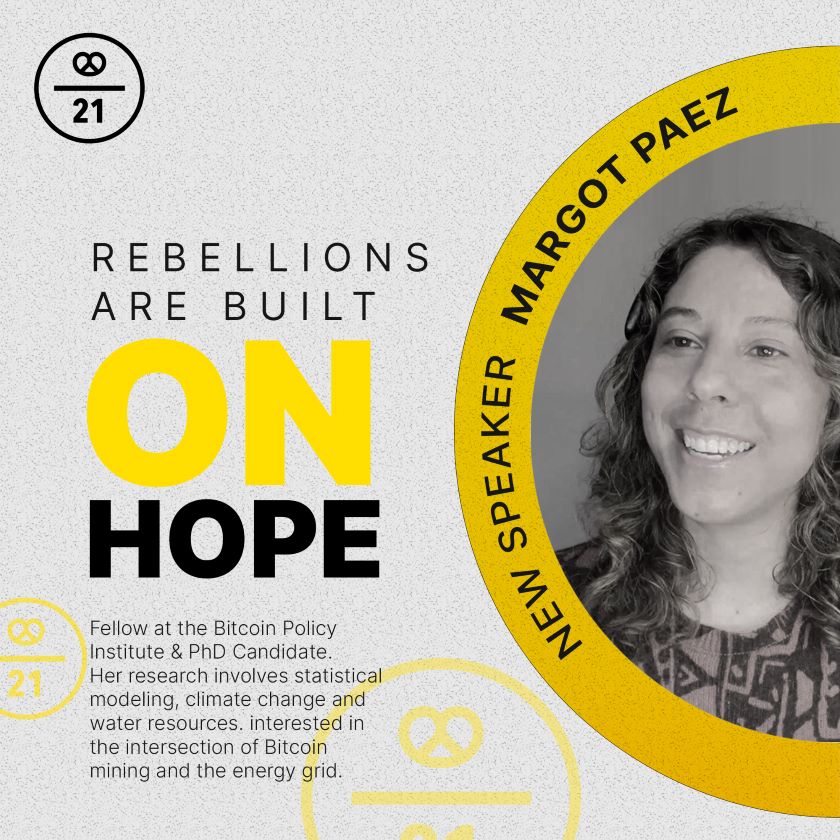 21
REBELLIONS
ARE BUILT
ON
HOPE
NEW SPEAKER MARGOT PAEZ
Fellow at the Bitcoin Policy
Institute & PhD Candidate.
Her research involves statistical
modeling, climate change and
water resources. interested in
the intersection of Bitcoin
mining and the energy grid.
21
21